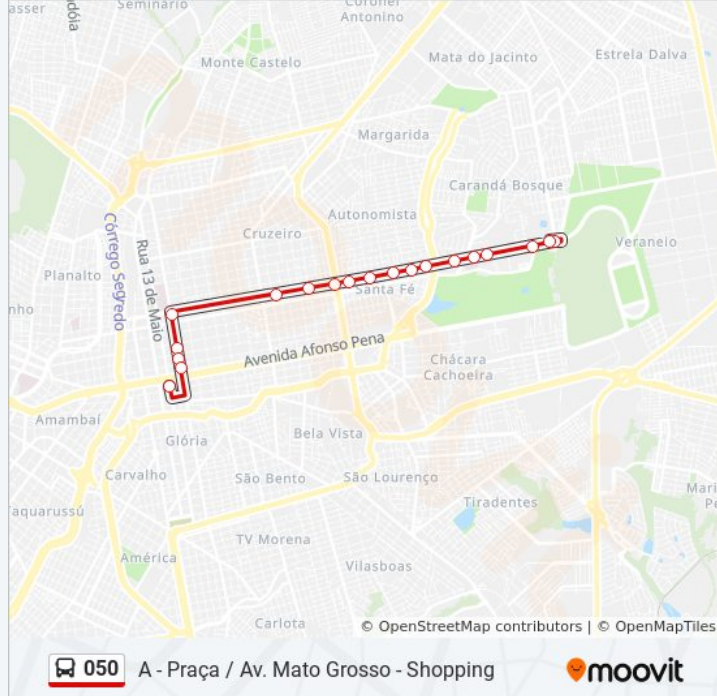 Seminário
Coronel
Antonino
asser
dóia
Monte Castelo
Mata do Jacinto
Estrela Dalva
Margarida
Carandá Bosque
Autonomista
Cruzeiro
Veraneio
Córrego Segredo
Rua 13 de Maio
Planalto
nho
Santa Fé
Avenida Afonso Pena
Chácara
Cachoeira
Amambaí
Glória
Bela Vista
Carvalho
São Bento
São Lourenço
aquarussú
Tiradentes
Mari
Pe
TV Morena
América
Vilasboas
Carlota
© OpenStreetMap contributors | © OpenMapTiles
050 A - Praça / Av. Mato Grosso - Shopping
moovit